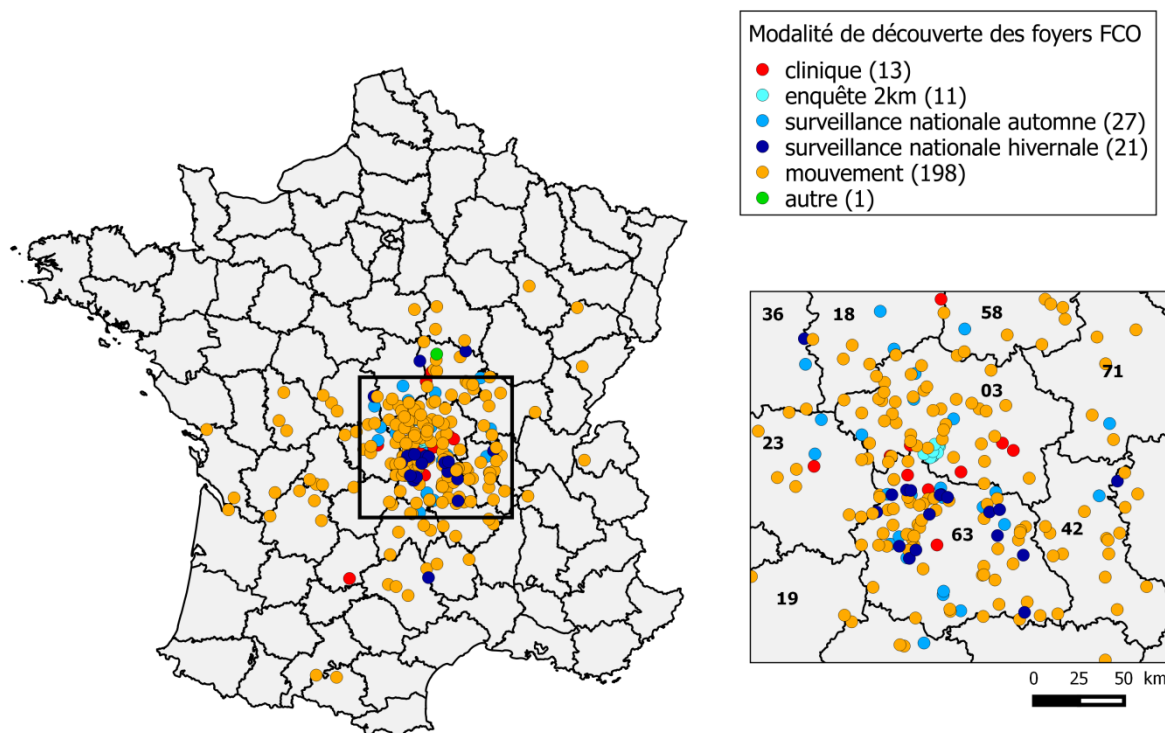 Modalité de découverte des foyers FCO
clinique (13)
enquête 2km (11)
surveillance nationale automne (27)
surveillance nationale hivernale (21)
mouvement (198)
autre (1)
36 18 58
71
03
23
63 42
19
0 25 50 km